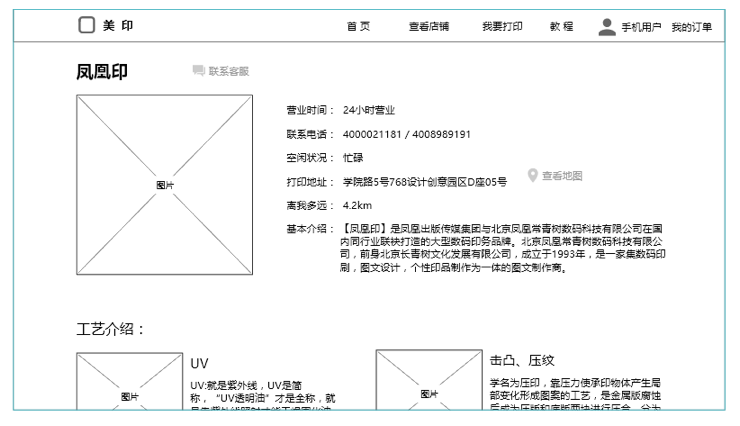 美 印
首 页
查看店铺
我要打印
教 程
手机用户
我的订单
凤凰印
联系客服
图片
营业时间： 24小时营业
联系电话： 4000021181 / 4008989191
空闲状况： 忙碌
打印地址： 学院路5号768设计创意园区D座05号
查看地图
离我多远： 4.2km
基本介绍： 【凤凰印】是凤凰出版传媒集团与北京凤凰常青树数码科技有限公司在国
内同行业联袂打造的大型数码印务品牌。北京凤凰常青树数码科技有限公
司，前身北京长青树文化发展有限公司，成立于1993年，是一家集数码印
刷，图文设计，个性印品制作为一体的图文制作商。
工艺介绍：
图片
UV
UV:就是紫外线，UV是简
称，“UV透明油”才是全称，就
图片
击凸、压纹
学名为压印，靠压力使承印物体产生局
部变化形成图案的工艺，是金属版腐蚀